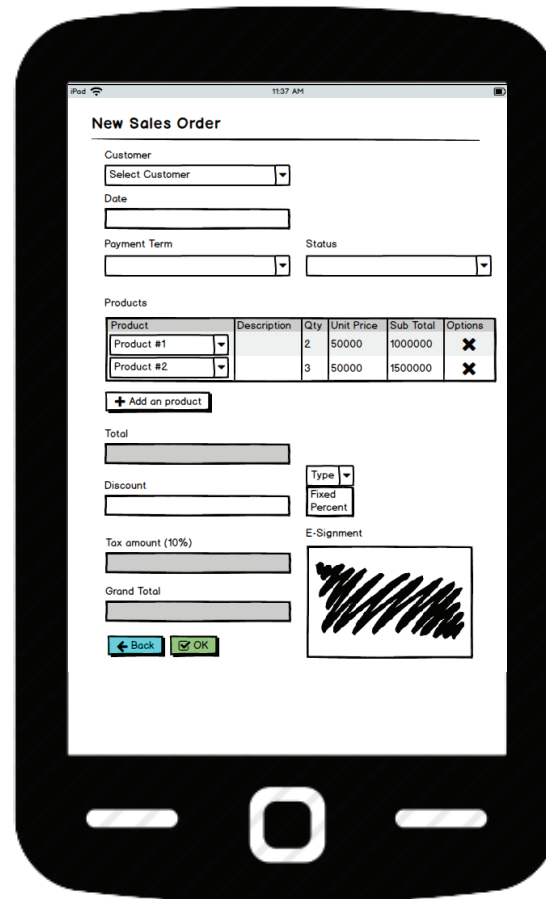 iPod 11:37 AM
New Sales Order
Customer
Select Customer
Date
Payment Term Status
Products
Product Description Qty Unit Price Sub Total Options
Product #1 2 50000 1000000
Product #2 3 50000 1500000
Add an product
Total
Type
Discount
Fixed
Percent
Tax amount (10%)
E-Signment
Grand Total
Back OK